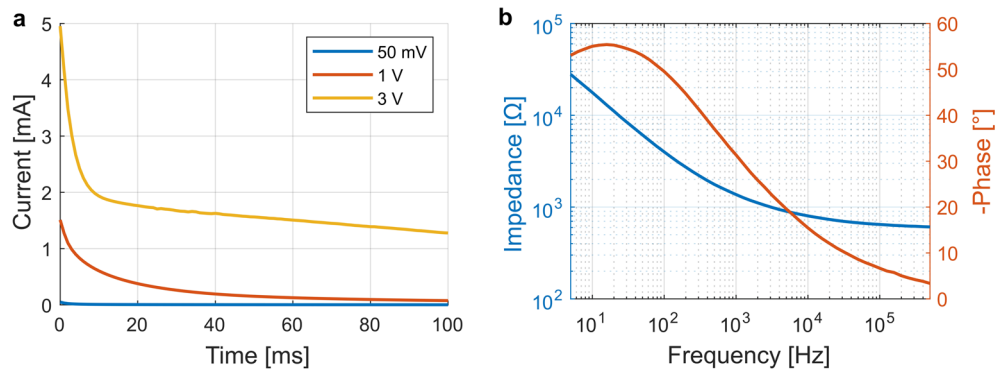 a
5
4
3
2
1
0
Current [mA]
0 20 40 60 80 100
Time [ms]
50 mV
1 V
3 V
b
10^5
10^4
10^3
10^2
Impedance [Ω]
10^1 10^2 10^3 10^4 10^5
Frequency [Hz]
60
50
40
30
20
10
0
-Phase [°]